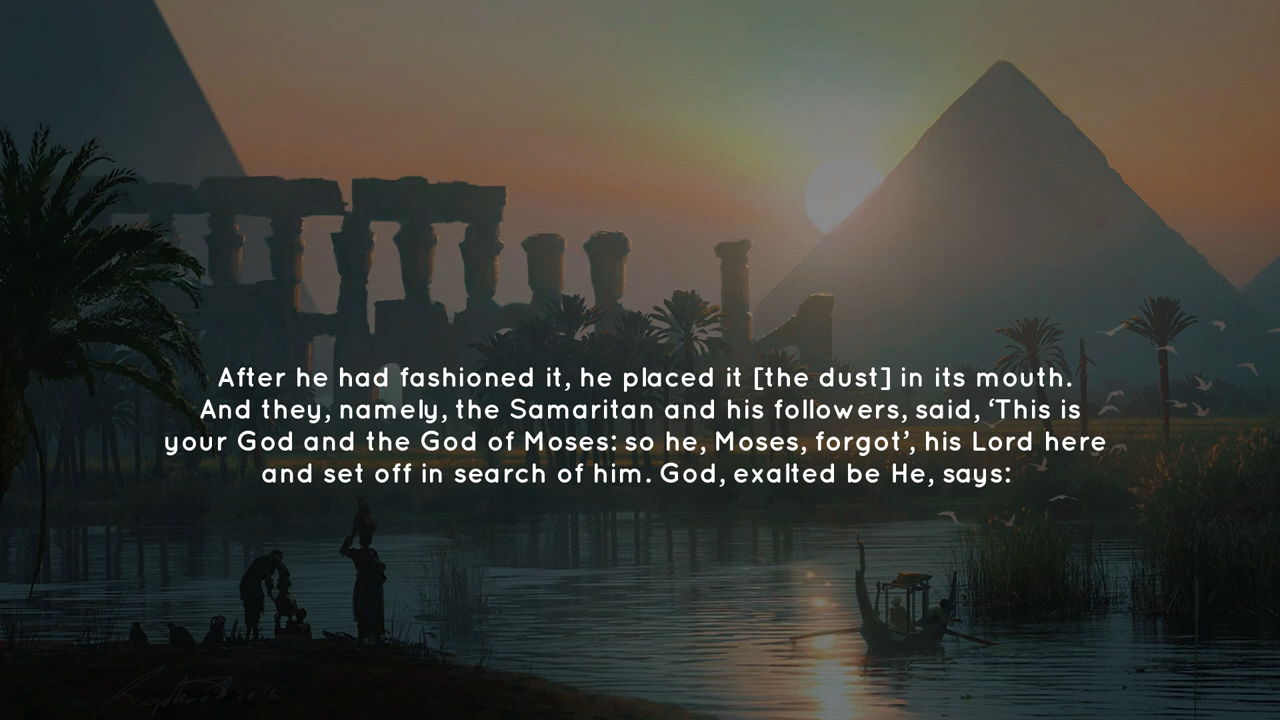 After he had fashioned it, he placed it [the dust] in its mouth.
And they, namely, the Samaritan and his followers, said, ‘This is
your God and the God of Moses: so he, Moses, forgot’, his Lord here
and set off in search of him. God, exalted be He, says: